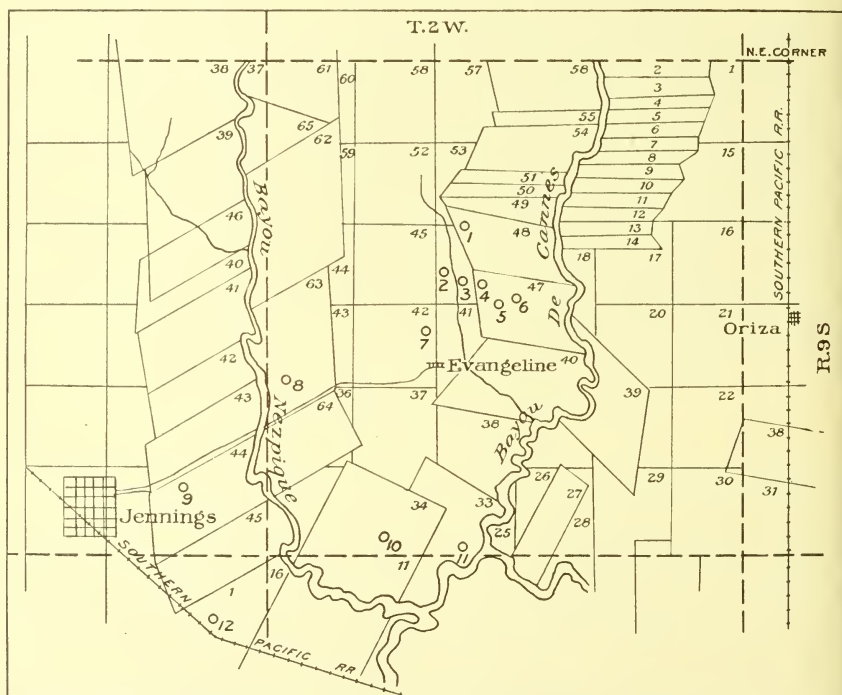 T. 2 W.
N.E. CORNER
38 37 61 60 58 57 58 2 1
3
4
55 5
39 65 62 54 6
59 52 53 7 15
8
51 9
50 10
49 11
46 12
45 1 48 13 16
14
40 44 18 17
41 63 2 3 4 47
43 42 41 5 6 20 21
Oriza
7
42 Evangeline 40
8 36 37 39 22
43 64
38 38
44 26 29 30 31
9 34 33 27
Jennings 45 28
25
10
16 11 11
1
12
Bayou
Nezpique
Bayou
De
Cannes
SOUTHERN PACIFIC R.R.
R. 9 S
SOUTHERN PACIFIC RR